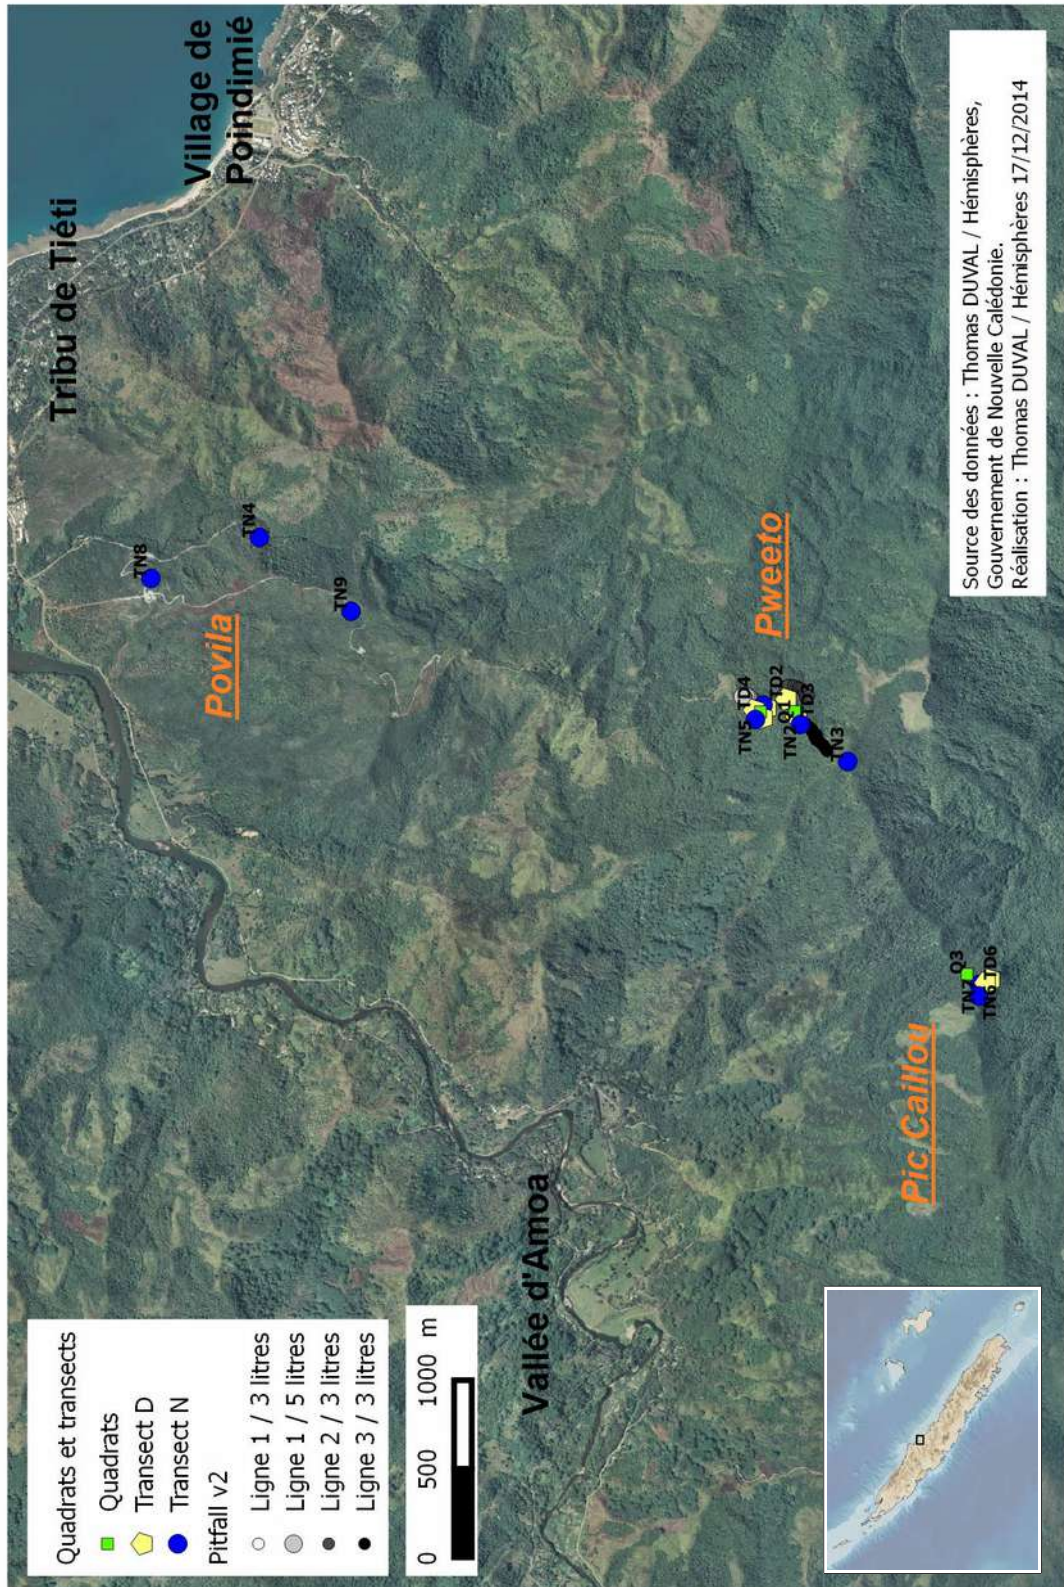 Quadrats et transects
Quadrats
Transect D
Transect N
Pitfall v2
Ligne 1 / 3 litres
Ligne 1 / 5 litres
Ligne 2 / 3 litres
Ligne 3 / 3 litres
0 500 1000 m
Tribu de Tiéti
Village de
Poindimié
TN8
TN4
Povila
TN9
Vallée d'Amoa
Pweeto
TN5
TD4
TD2
Q1
TN2
TD3
TN3
Pic Caillou
TN7
Q3
TN6
TD6
Source des données : Thomas DUVAL / Hémisphères,
Gouvernement de Nouvelle Calédonie.
Réalisation : Thomas DUVAL / Hémisphères 17/12/2014